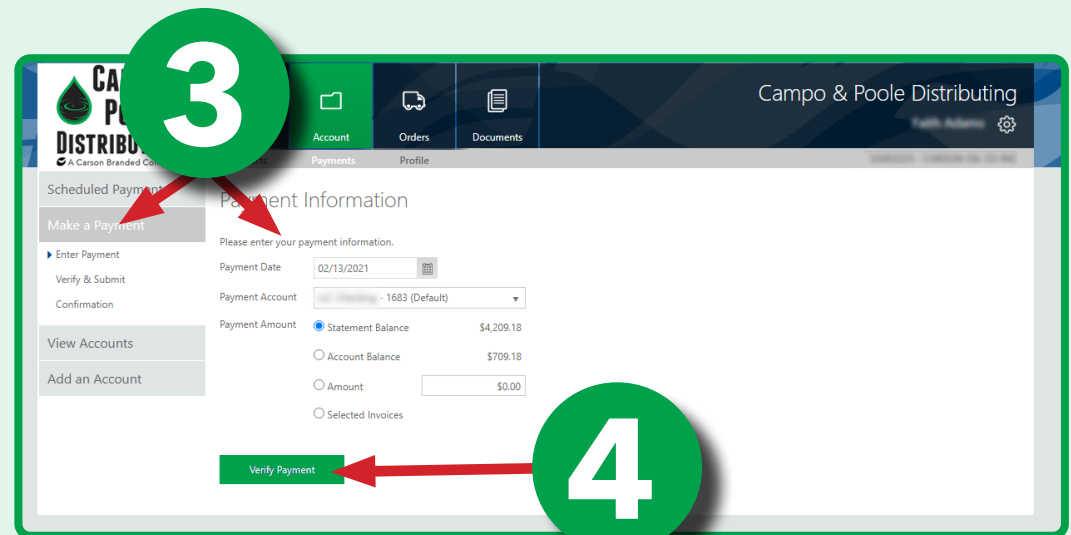 3
CA
P
DISTRIBU
A Carson Branded Co
Account
Orders
Documents
Campo & Poole Distributing
Payments
Profile
Scheduled Payment
Make a Payment
Enter Payment
Verify & Submit
Confirmation
View Accounts
Add an Account
Payment Information
Please enter your payment information.
Payment Date 02/13/2021
Payment Account - 1683 (Default)
Payment Amount Statement Balance $4,209.18
Account Balance $709.18
Amount $0.00
Selected Invoices
Verify Payment
4